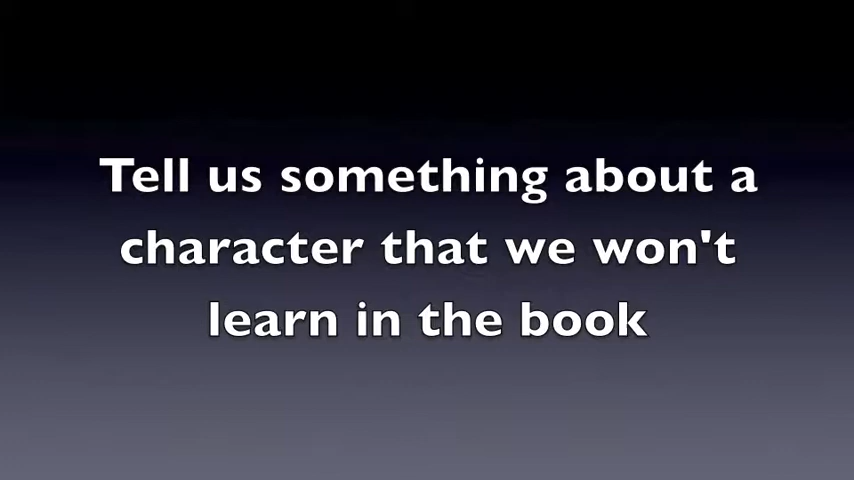 Tell us something about a
character that we won't
learn in the book